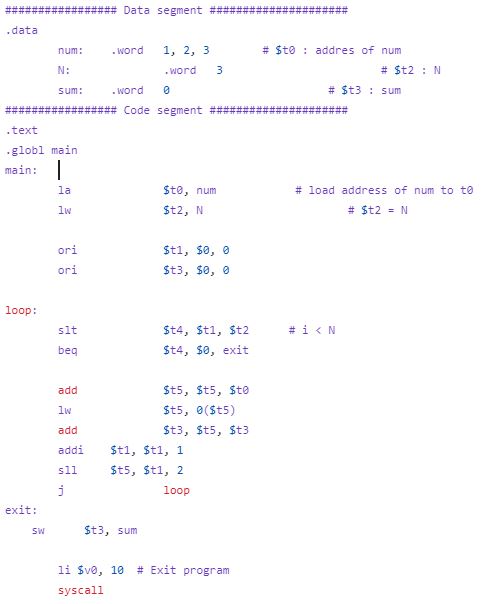 ################# Data segment #####################
.data
num: .word 1, 2, 3 # $t0 : addres of num
N: .word 3 # $t2 : N
sum: .word 0 # $t3 : sum
################# Code segment #####################
.text
.globl main
main:
la $t0, num # load address of num to t0
lw $t2, N # $t2 = N
ori $t1, $0, 0
ori $t3, $0, 0
loop:
slt $t4, $t1, $t2 # i < N
beq $t4, $0, exit
add $t5, $t5, $t0
lw $t5, 0($t5)
add $t3, $t5, $t3
addi $t1, $t1, 1
sll $t5, $t1, 2
j loop
exit:
sw $t3, sum
li $v0, 10 # Exit program
syscall